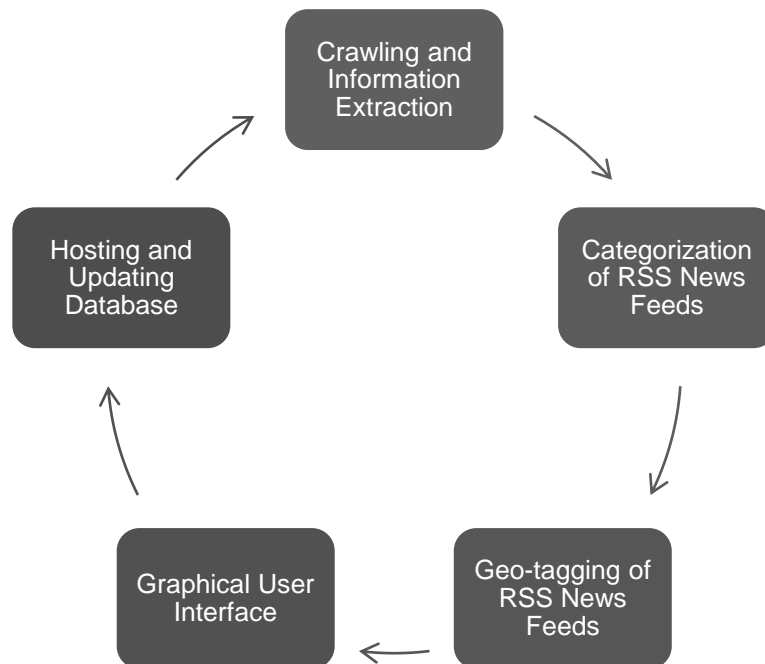 Crawling and
Information
Extraction
Categorization
of RSS News
Feeds
Geo-tagging of
RSS News
Feeds
Graphical User
Interface
Hosting and
Updating
Database